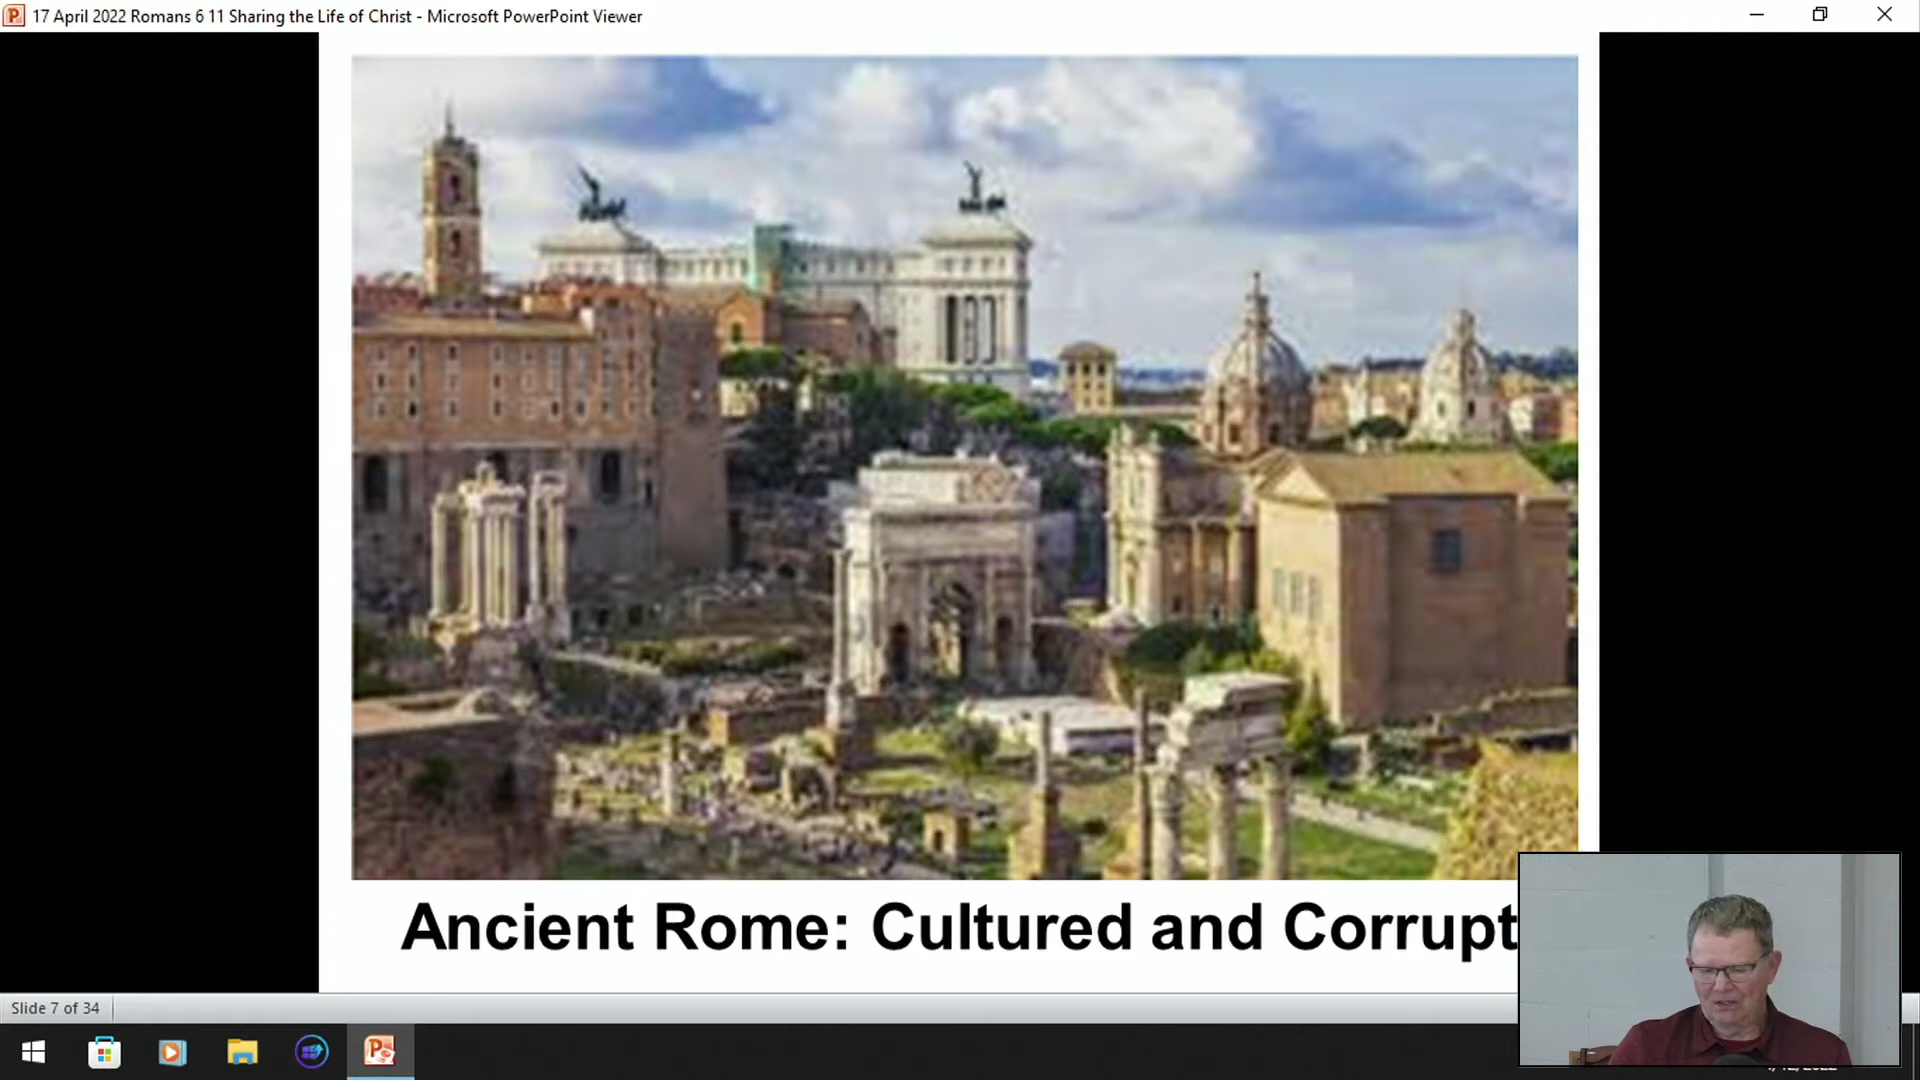 17 April 2022 Romans 6 11 Sharing the Life of Christ - Microsoft PowerPoint Viewer
Ancient Rome: Cultured and Corrupt
Slide 7 of 34